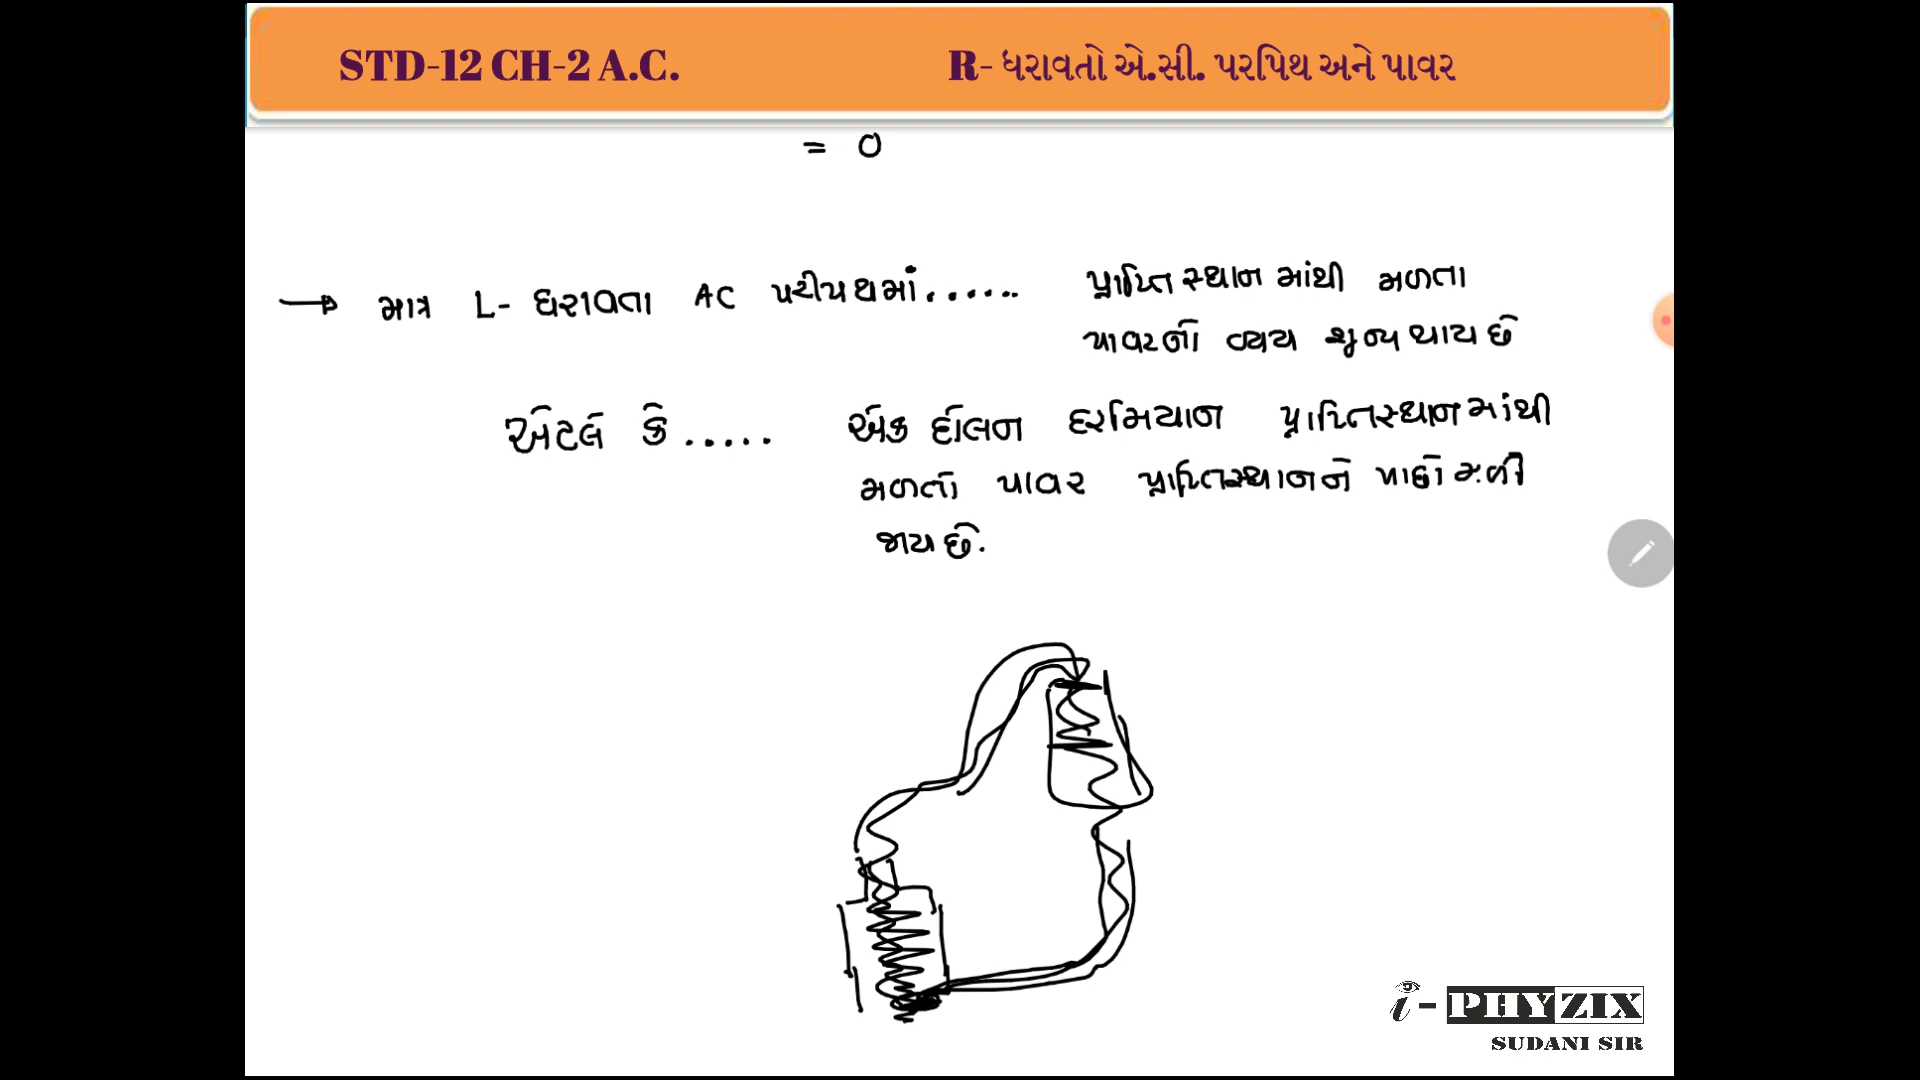 STD-12 CH-2 A.C. R- ધરાવતો એ.સી. પરપિથ અને પાવર
= 0
→ માત્ર L- ધરાવતા AC પરીપથમાં...... પ્રાપ્તિસ્થાનમાંથી મળતા
પાવરનો વ્યય શૂન્ય થાય છે
એટલે કે..... એક દોલન દરમિયાન પ્રાપ્તિસ્થાનમાંથી
મળતો પાવર પ્રાપ્તિસ્થાનને પાછો મળી
જાય છે.
i-PHYZIX
SUDANI SIR